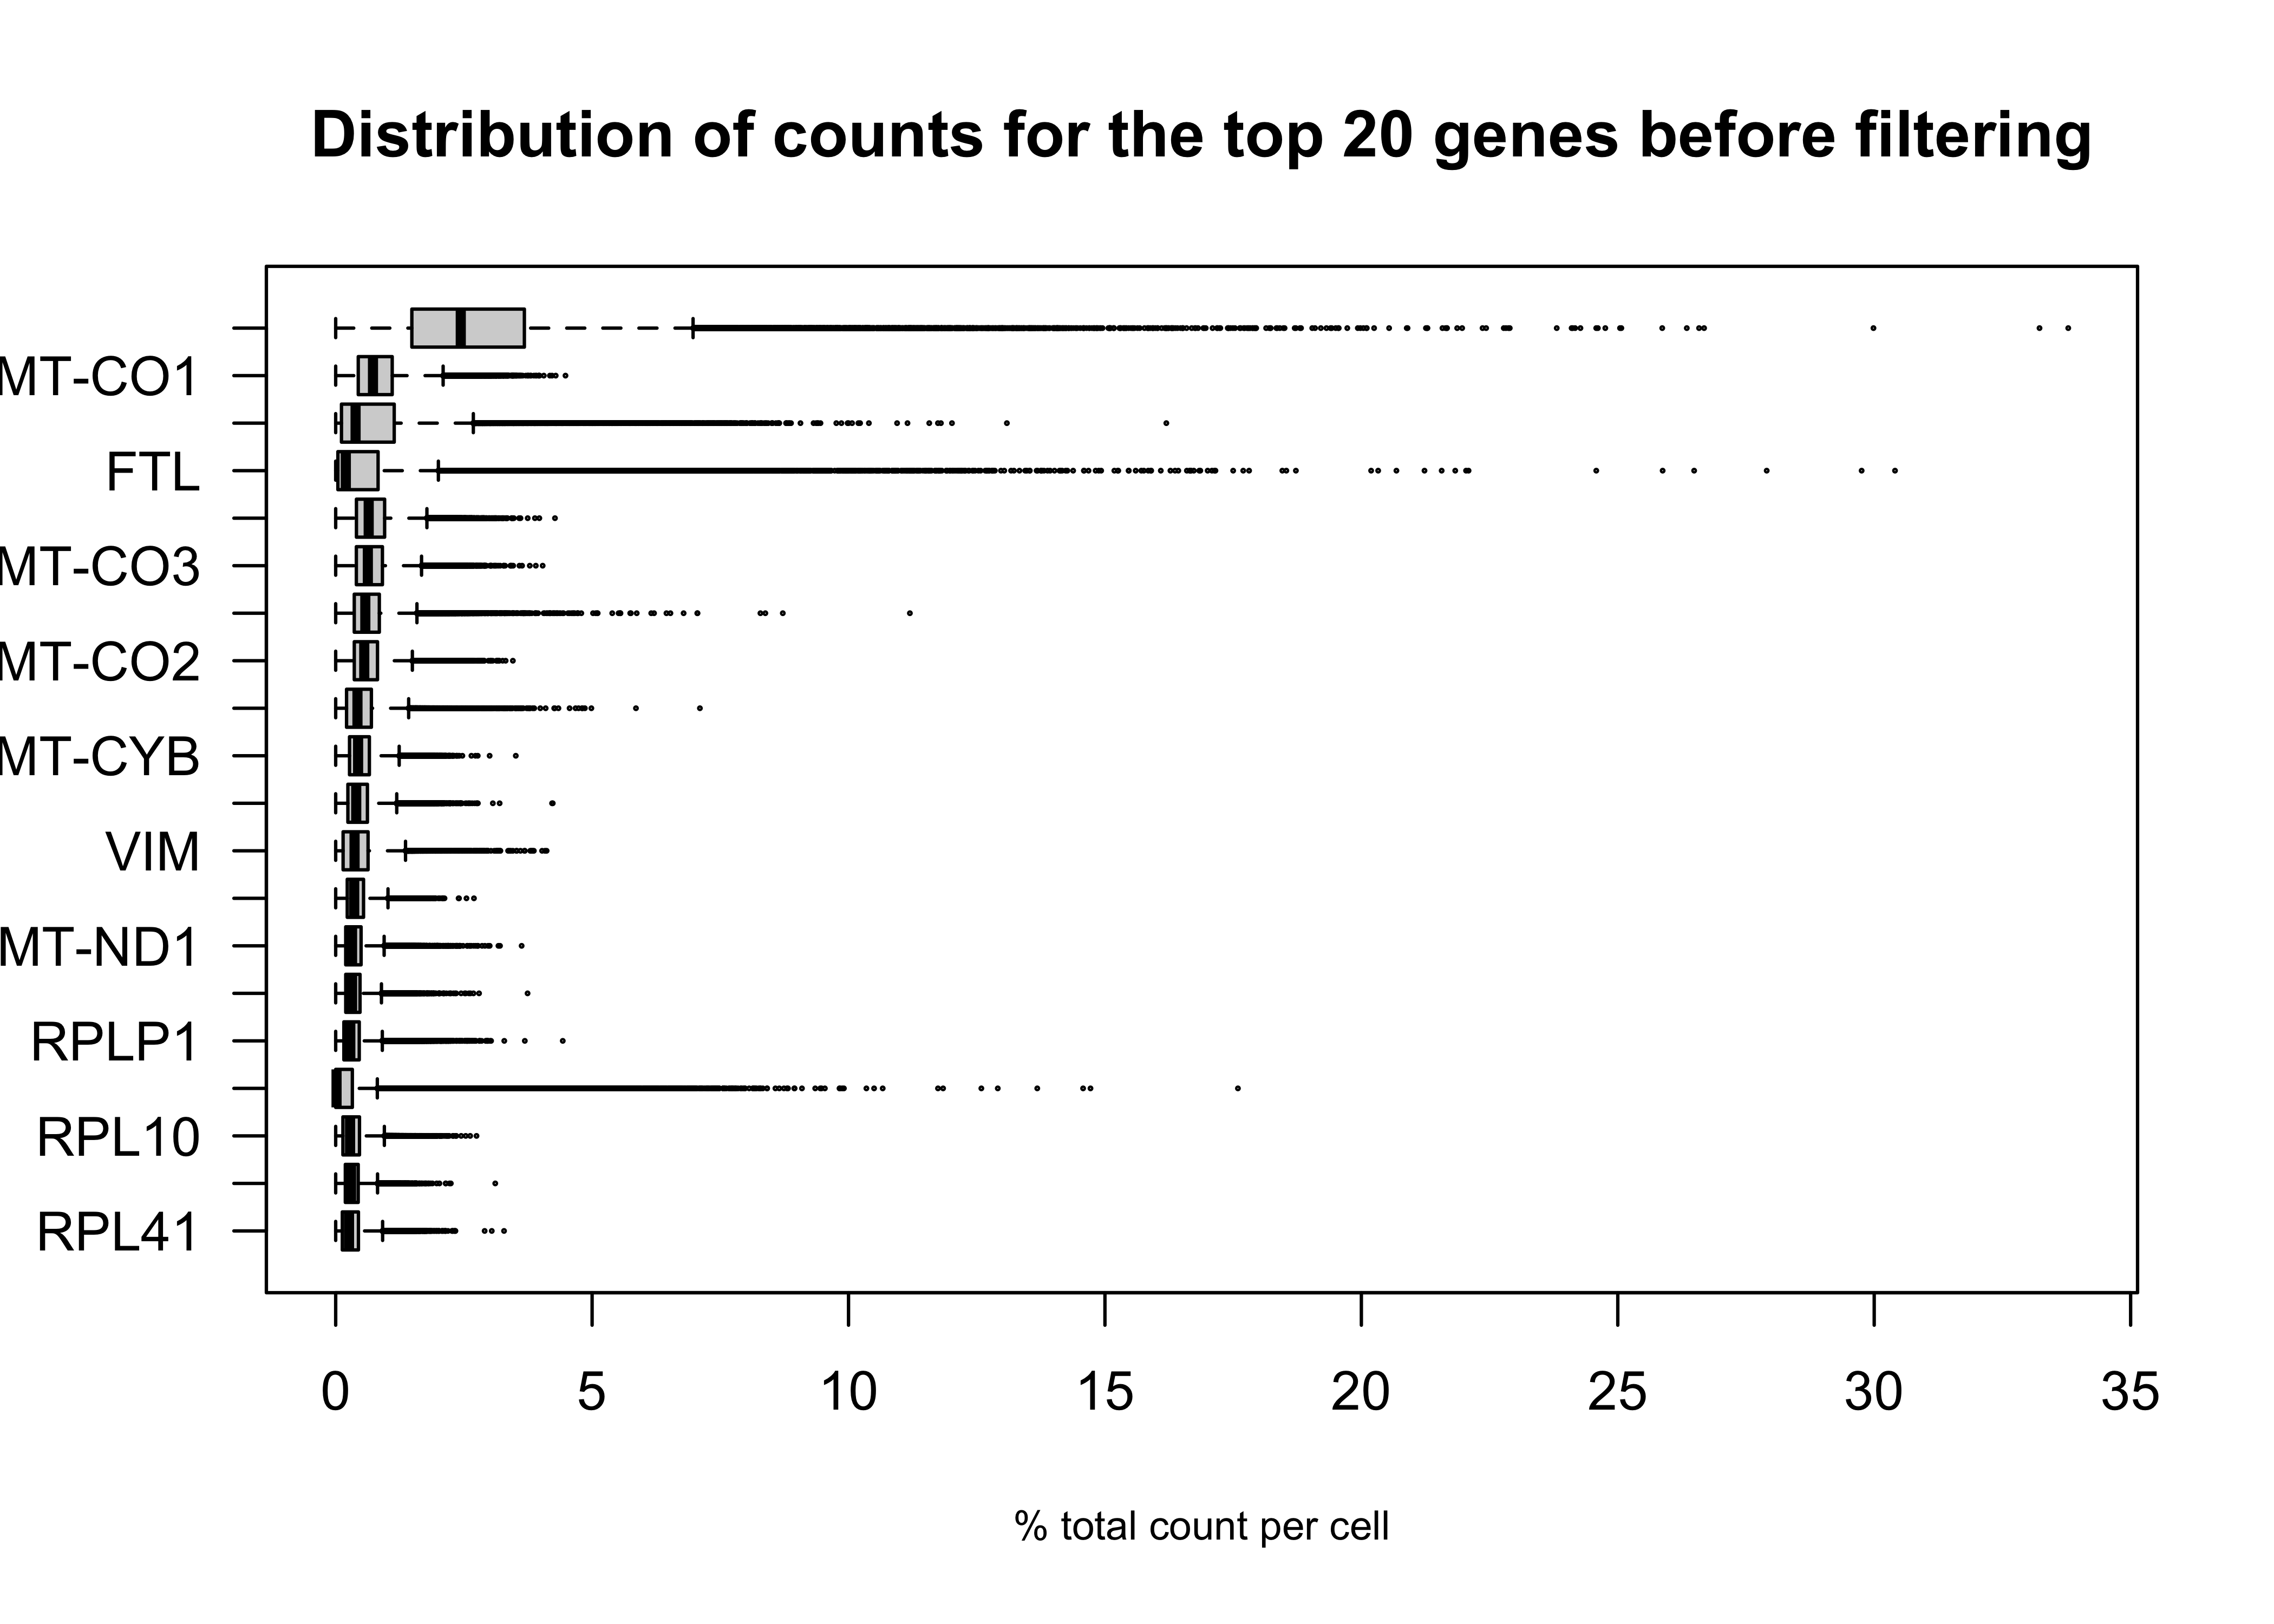 Distribution of counts for the top 20 genes before filtering
MT-CO1
FTL
MT-CO3
MT-CO2
MT-CYB
VIM
MT-ND1
RPLP1
RPL10
RPL41
0 5 10 15 20 25 30 35
% total count per cell